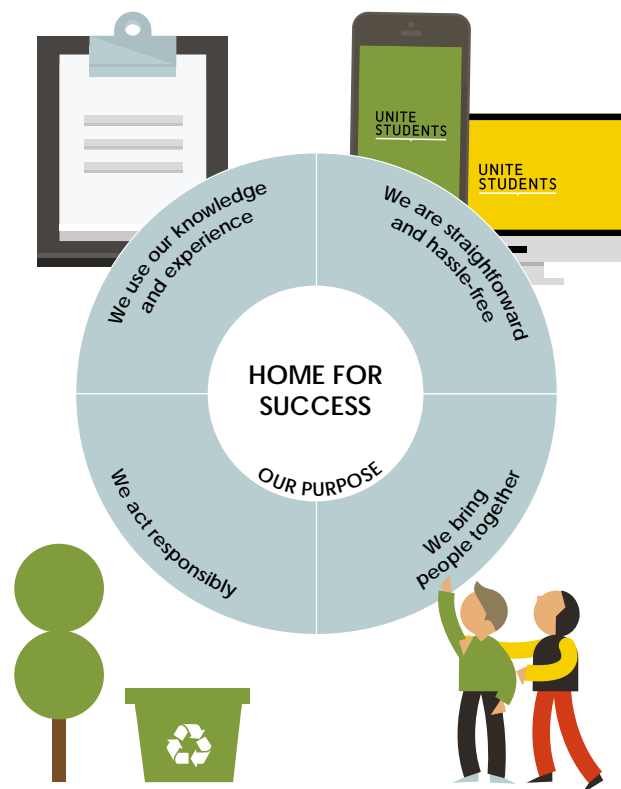 UNITE
STUDENTS
UNITE
STUDENTS
We use our knowledge
and experience
We are straightforward
and hassle-free
HOME FOR
SUCCESS
OUR PURPOSE
We act responsibly
We bring
people together